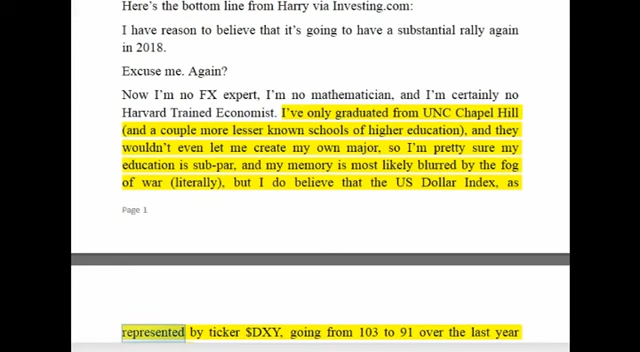 Here's the bottom line from Harry via Investing.com:
I have reason to believe that it's going to have a substantial rally again
in 2018.
Excuse me. Again?
Now I'm no FX expert, I'm no mathematician, and I'm certainly no
Harvard Trained Economist. I've only graduated from UNC Chapel Hill
(and a couple more lesser known schools of higher education), and they
wouldn't even let me create my own major, so I'm pretty sure my
education is sub-par, and my memory is most likely blurred by the fog
of war (literally), but I do believe that the US Dollar Index, as
Page 1
represented by ticker $DXY, going from 103 to 91 over the last year